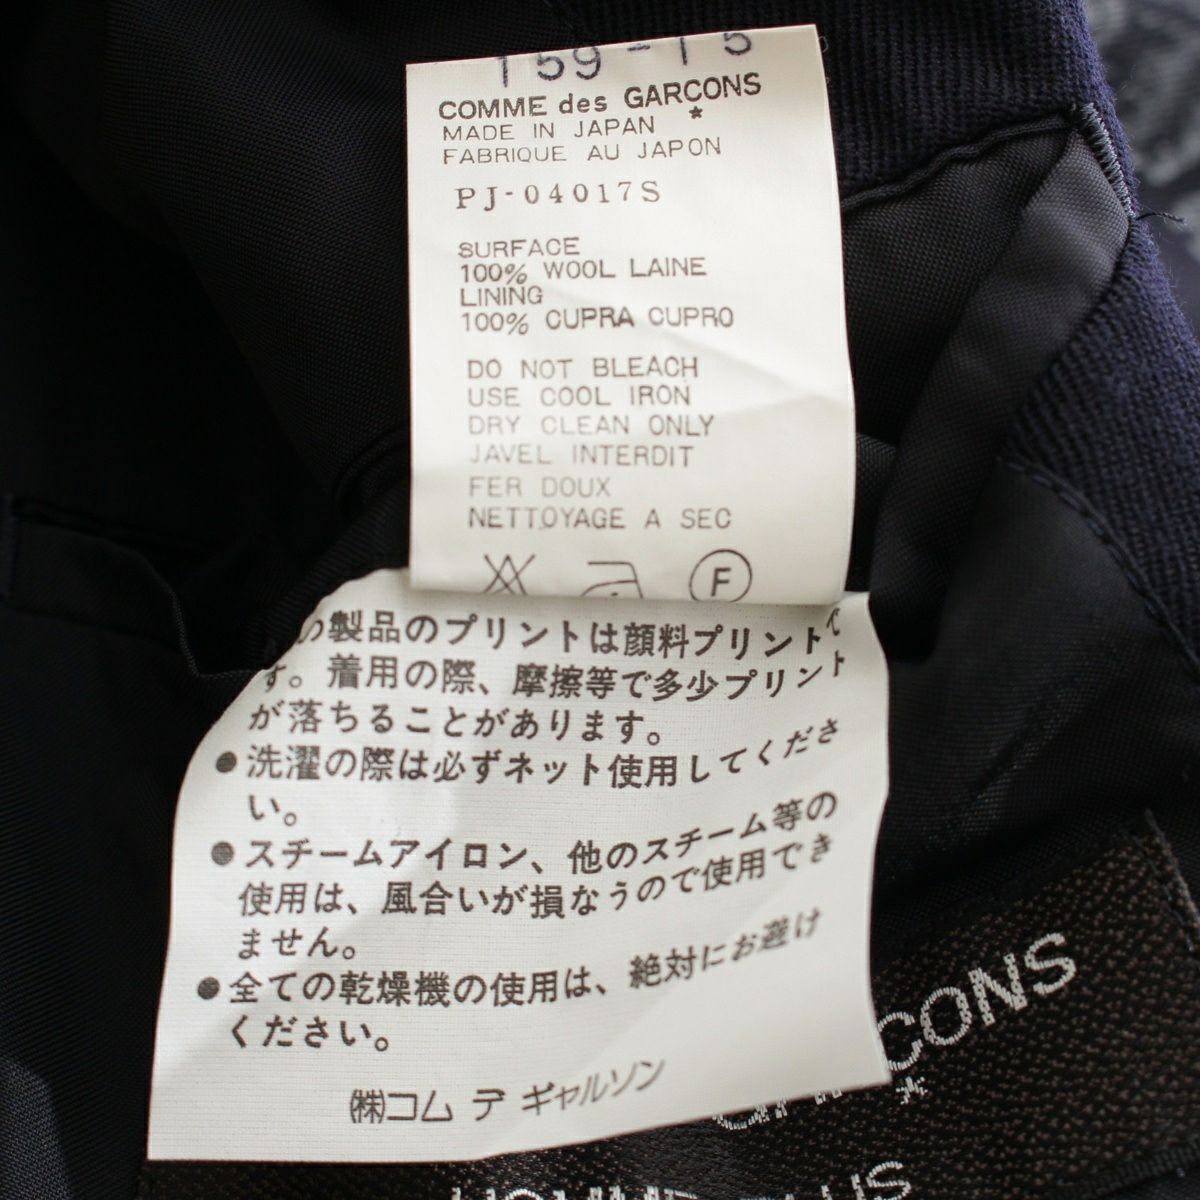 159-15
COMME des GARCONS
*
MADE IN JAPAN
FABRIQUE AU JAPON
PJ-04017S
SURFACE
100% WOOL LAINE
LINING
100% CUPRA CUPRO
DO NOT BLEACH
USE COOL IRON
DRY CLEAN ONLY
JAVEL INTERDIT
FER DOUX
NETTOYAGE A SEC
F
の製品のプリントは顔料プリントで
す。着用の際、摩擦等で多少プリント
が落ちることがあります。
●洗濯の際は必ずネット使用してくださ
い。
●スチームアイロン、他のスチーム等の
使用は、風合いが損なうので使用でき
ません。
●全ての乾燥機の使用は、絶対にお避け
ください。
㈱コム デ ギャルソン
GARCONS
*